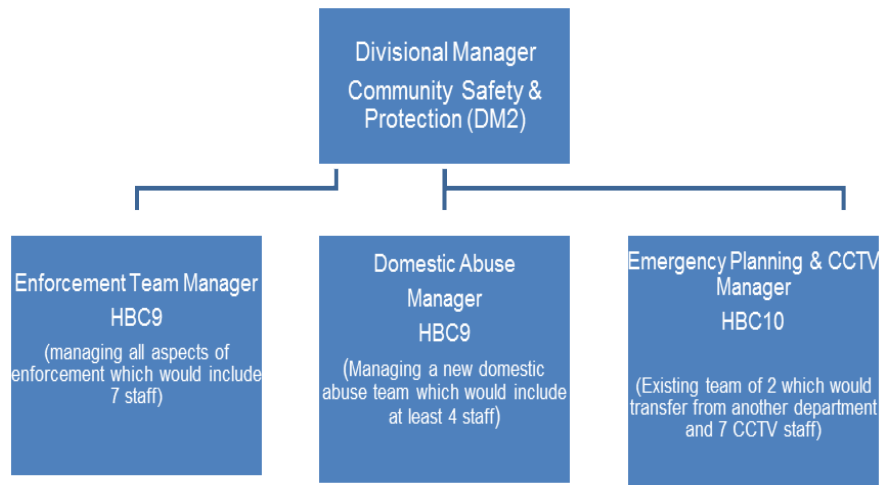 Divisional Manager
Community Safety &
Protection (DM2)
Enforcement Team Manager
HBC9
(managing all aspects of
enforcement which would include
7 staff)
Domestic Abuse
Manager
HBC9
(Managing a new domestic
abuse team which would include
at least 4 staff)
Emergency Planning & CCTV
Manager
HBC10
(Existing team of 2 which would
transfer from another department
and 7 CCTV staff)